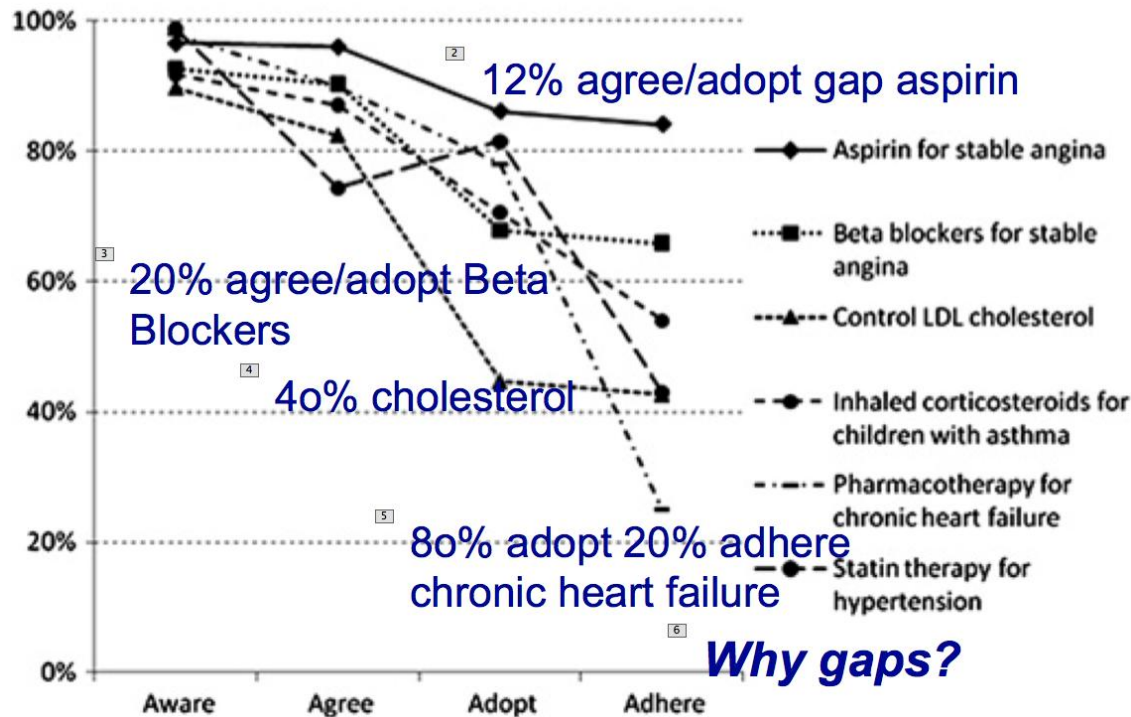 100%
2
12% agree/adopt gap aspirin
80%
Aspirin for stable angina
3
Beta blockers for stable
angina
60%
20% agree/adopt Beta
Blockers
Control LDL cholesterol
4
4o% cholesterol
40%
Inhaled corticosteroids for
children with asthma
Pharmacotherapy for
chronic heart failure
5
20%
8o% adopt 20% adhere
chronic heart failure
Statin therapy for
hypertension
6
Why gaps?
0%
Aware Agree Adopt Adhere